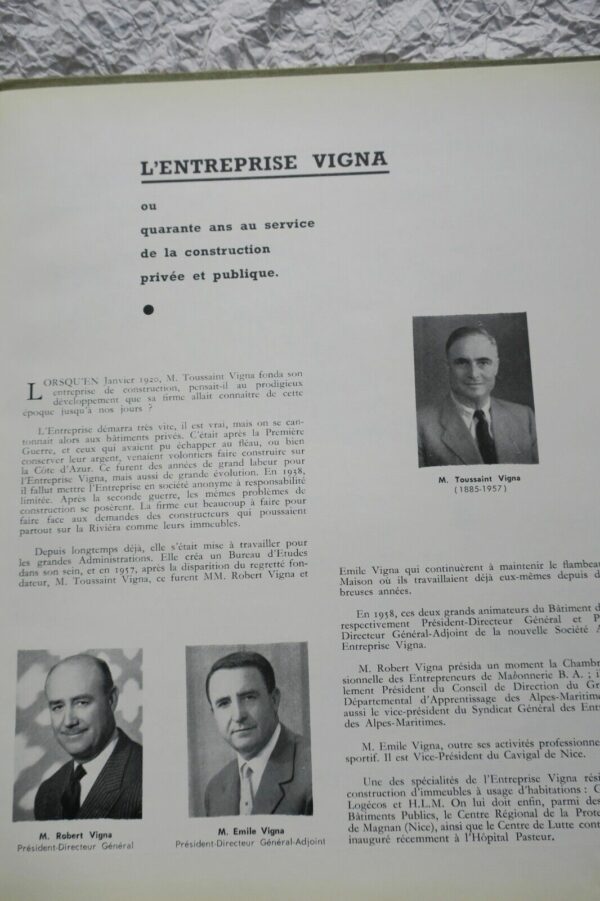 L'ENTREPRISE VIGNA
ou
quarante ans au service
de la construction
privée et publique.
LORSQU'EN Janvier 1920, M. Toussaint Vigna fonda son
entreprise de construction, pensait-il au prodigieux
développement que sa firme allait connaître de cette
époque jusqu'à nos jours ?
L'Entreprise démarra très vite, il est vrai, mais on se can-
tonnait alors aux bâtiments privés. C'était après la Première
Guerre, et ceux qui avaient pu échapper au fléau, ou bien
conserver leur argent, venaient volontiers faire construire sur
la Côte d'Azur. Ce furent des années de grand labeur pour
l'Entreprise Vigna, mais aussi de grande évolution. En 1938,
il fallut mettre l'Entreprise en société anonyme à responsabilité
limitée. Après la seconde guerre, les mêmes problèmes de
construction se posèrent. La firme eut beaucoup à faire pour
faire face aux demandes des constructeurs qui poussaient
partout sur la Riviéra comme leurs immeubles.
Depuis longtemps déjà, elle s'était mise à travailler pour
les grandes Administrations. Elle créa un Bureau d'Etudes
dans son sein, et en 1957, après la disparition du regretté fon-
dateur, M. Toussaint Vigna, ce furent MM. Robert Vigna et
M. Robert Vigna
Président-Directeur Général
M. Emile Vigna
Président-Directeur Général-Adjoint
M. Toussaint Vigna
(1885-1957)
Emile Vigna qui continuèrent à maintenir le flambeau
Maison où ils travaillaient déjà eux-mêmes depuis d
breuses années.
En 1958, ces deux grands animateurs du Bâtiment d
respectivement Président-Directeur Général et P
Directeur Général-Adjoint de la nouvelle Société A
Entreprise Vigna.
M. Robert Vigna présida un moment la Chambr
sionnelle des Entrepreneurs de Maçonnerie B. A. ; i
lement Président du Conseil de Direction du Gr
Départemental d'Apprentissage des Alpes-Maritime
aussi le vice-président du Syndicat Général des Ent
des Alpes-Maritimes.
M. Emile Vigna, outre ses activités professionne
sportif. Il est Vice-Président du Cavigal de Nice.
Une des spécialités de l'Entreprise Vigna rési
construction d'immeubles à usage d'habitations : C
Logécos et H.L.M. On lui doit enfin, parmi des
Bâtiments Publics, le Centre Régional de la Prote
de Magnan (Nice), ainsi que le Centre de Lutte cont
inauguré récemment à l'Hôpital Pasteur.